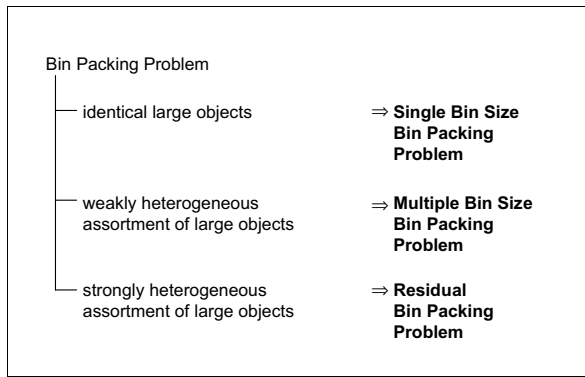 Bin Packing Problem
identical large objects ⇒ Single Bin Size
Bin Packing
Problem
weakly heterogeneous ⇒ Multiple Bin Size
assortment of large objects Bin Packing
Problem
strongly heterogeneous ⇒ Residual
assortment of large objects Bin Packing
Problem